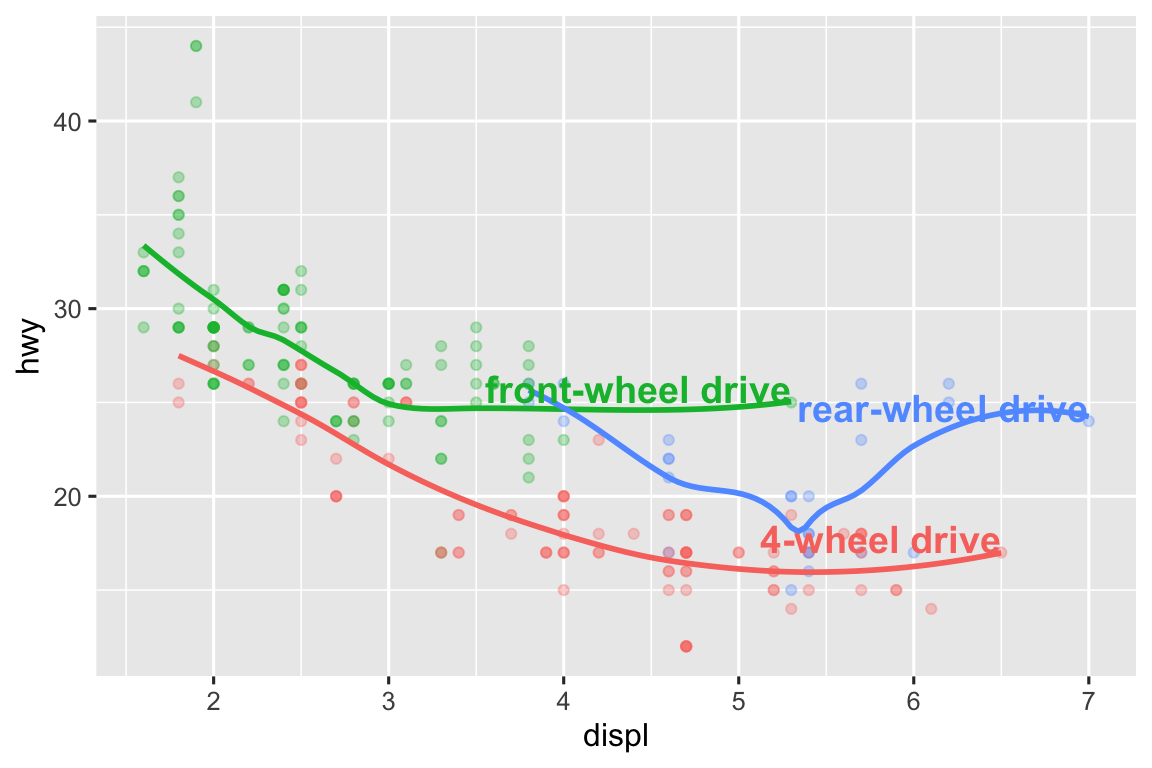 40
30
20
hwy
front-wheel drive
rear-wheel drive
4-wheel drive
2 3 4 5 6 7
displ